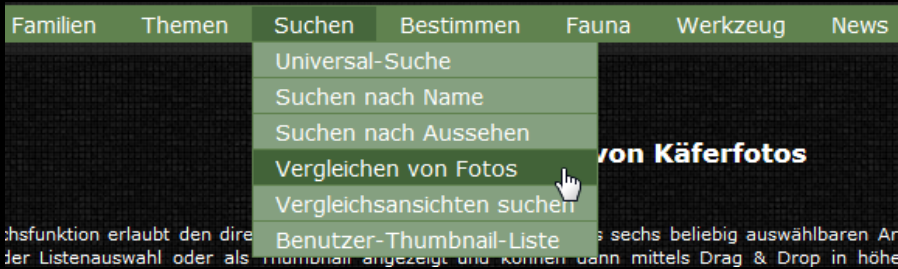 Familien Themen Suchen Bestimmen Fauna Werkzeug News
Universal-Suche
Suchen nach Name
Suchen nach Aussehen
Vergleichen von Fotos
von Käferfotos
Vergleichsansichten suchen
chsfunktion erlaubt den dire
sechs beliebig auswählbaren
Benutzer-Thumbnail-Liste
der Listenauswahl oder als Thumbnail angezeigt und können dann mittels Drag & Drop in höhe